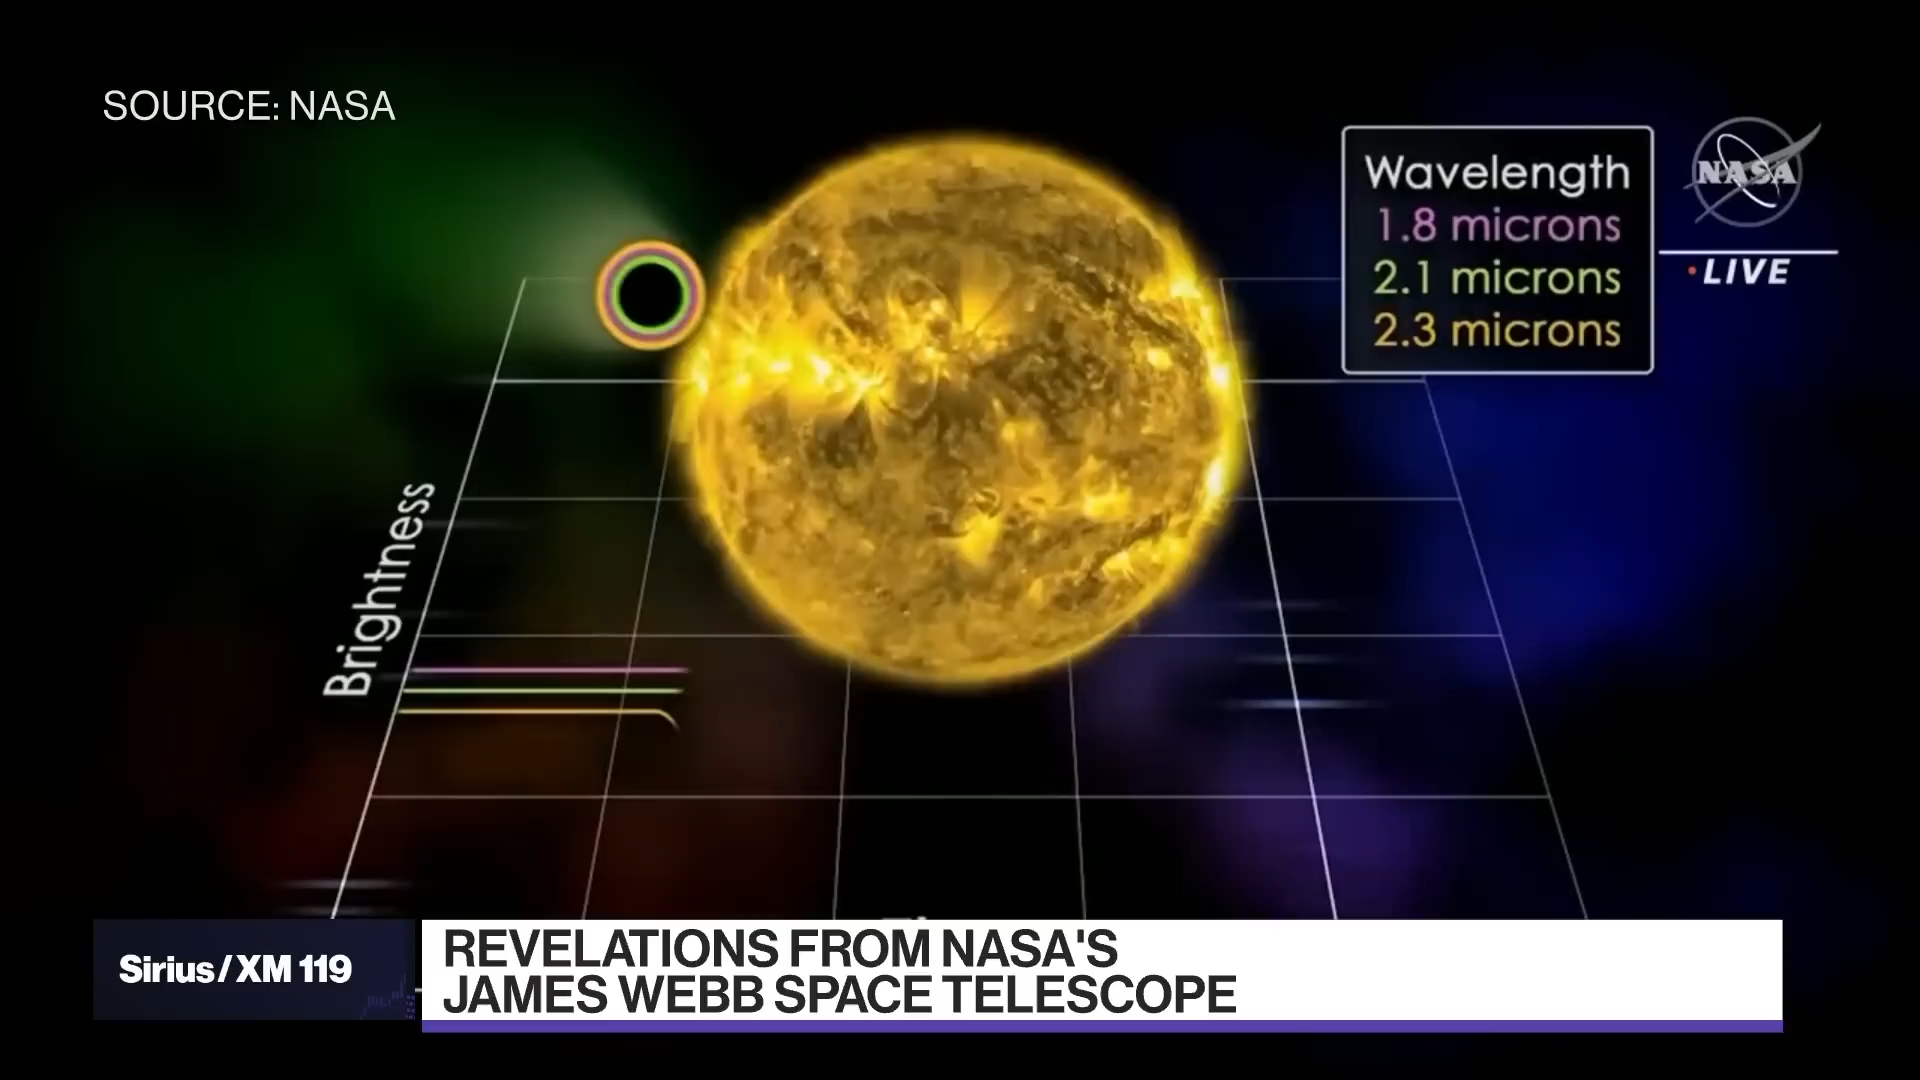 SOURCE: NASA
Wavelength
1.8 microns
2.1 microns
2.3 microns
NASA
LIVE
Brightness
Sirius/XM 119
REVELATIONS FROM NASA'S
JAMES WEBB SPACE TELESCOPE